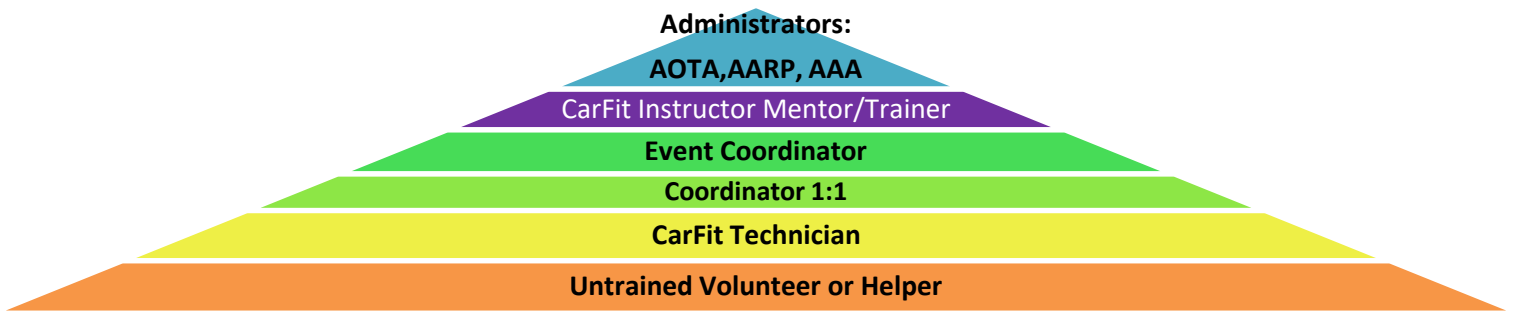 Administrators:
AOTA,AARP, AAA
CarFit Instructor Mentor/Trainer
Event Coordinator
Coordinator 1:1
CarFit Technician
Untrained Volunteer or Helper